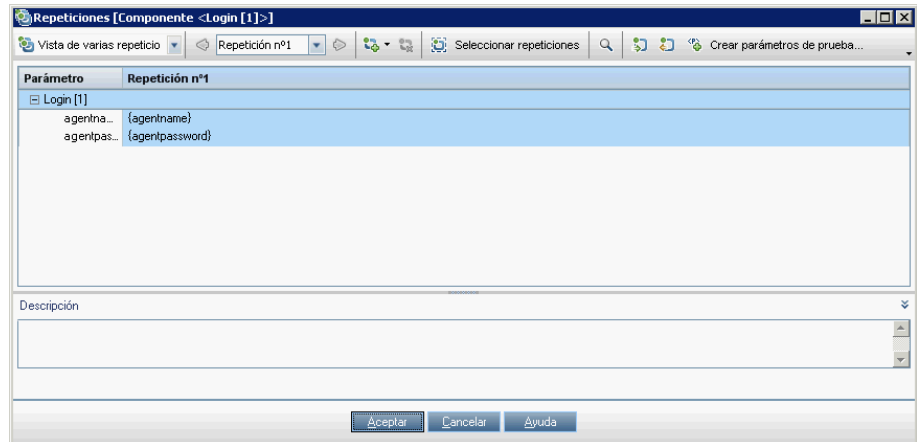 Repeticiones [Componente <Login [1]>]
Vista de varias repeticio Repetición nº1 Seleccionar repeticiones Crear parámetros de prueba...
Parámetro Repetición nº1
Login [1]
agentna... {agentname}
agentpas... {agentpassword}
Descripción
Aceptar Cancelar Ayuda